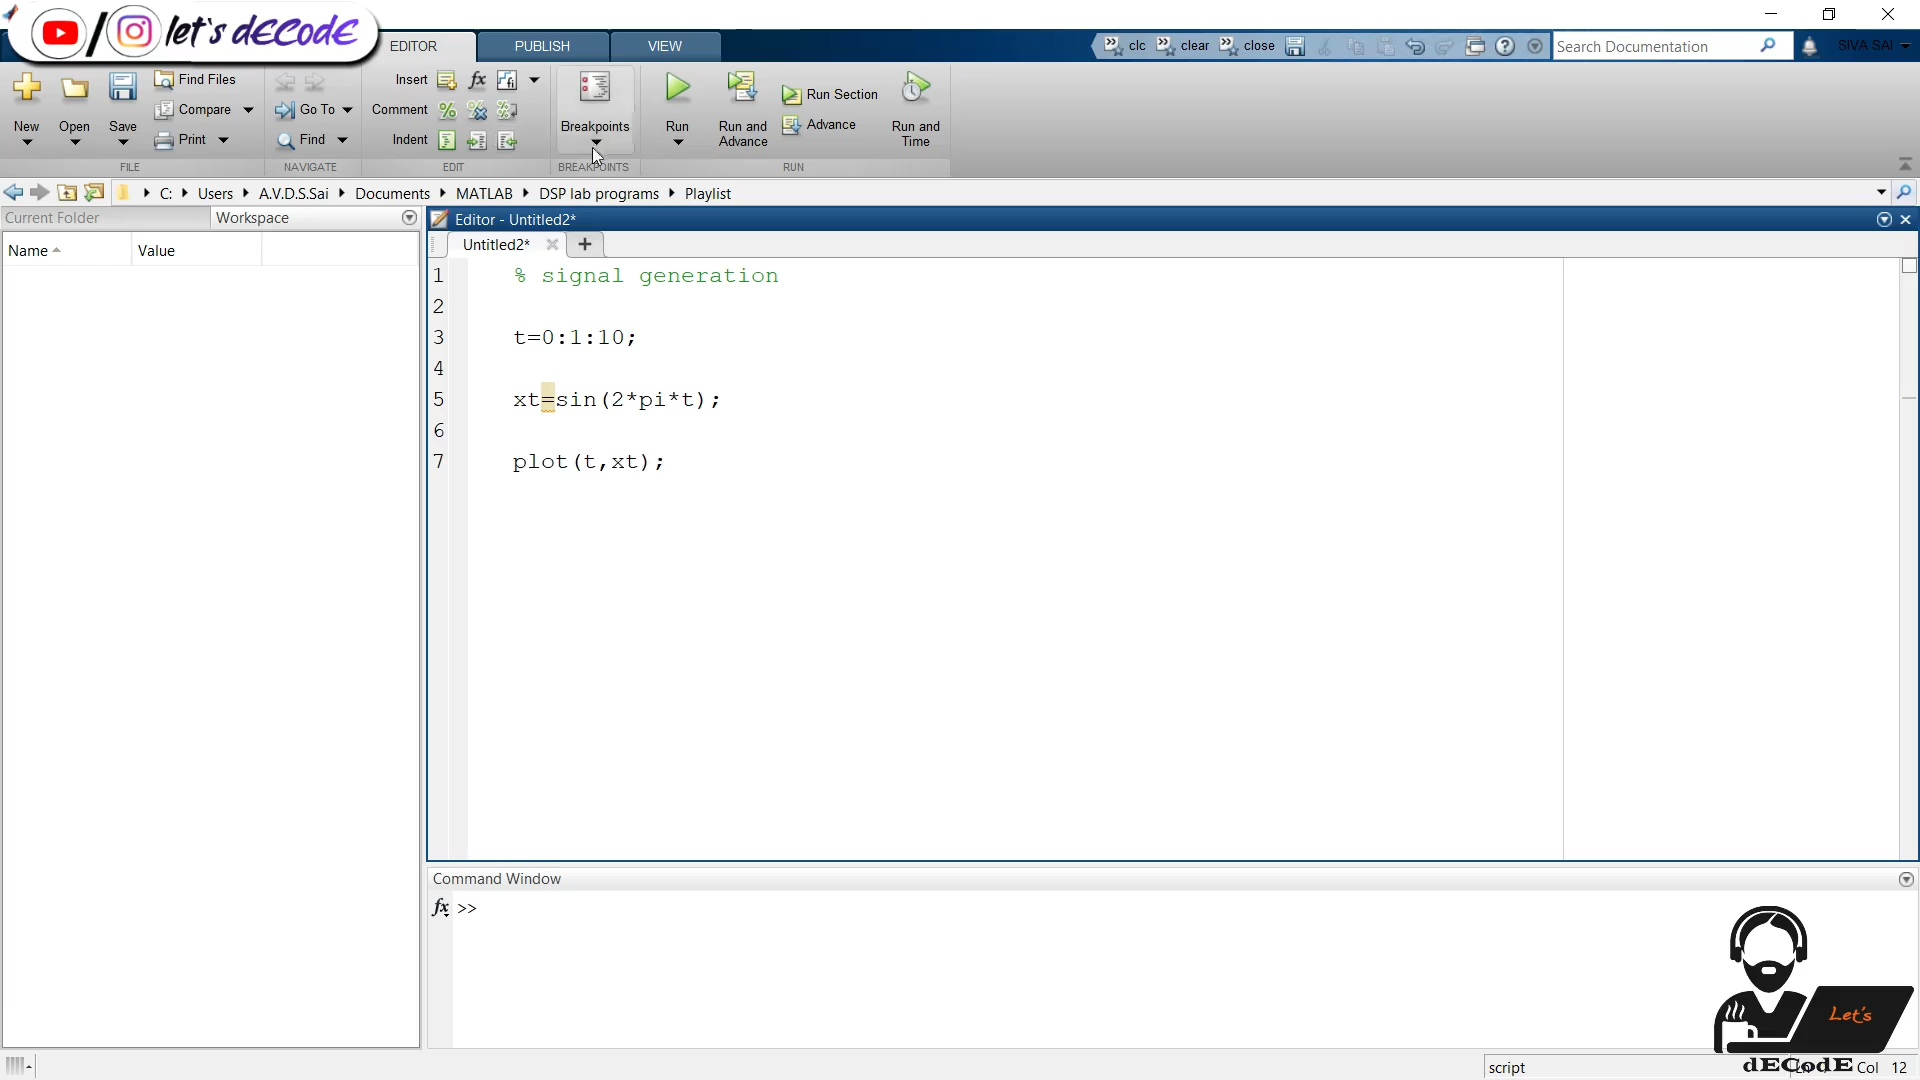 let's dECodE
EDITOR
PUBLISH
VIEW
clc
clear
close
Search Documentation
SIVA SAI
New
Open
Save
Find Files
Compare
Print
FILE
Go To
Find
NAVIGATE
Insert
Comment
Indent
EDIT
Breakpoints
BREAKPOINTS
Run
Run and
Advance
Run Section
Advance
Run and
Time
RUN
C: Users A.V.D.S.Sai Documents MATLAB DSP lab programs Playlist
Current Folder
Workspace
Name
Value
Editor - Untitled2*
Untitled2*
1 % signal generation
2
3 t=0:1:10;
4
5 xt=sin(2*pi*t);
6
7 plot(t,xt);
Command Window
fx >>
Let's
dECodE
script
Col 12